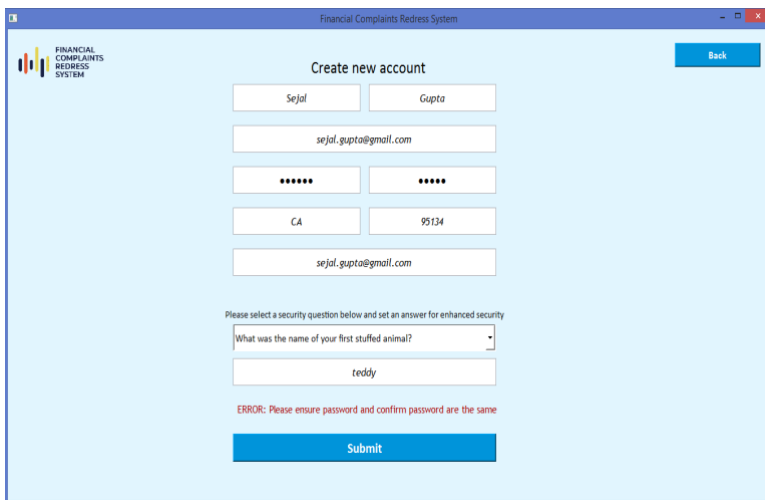 Financial Complaints Redress System
FINANCIAL
COMPLAINTS
REDRESS
SYSTEM
Back
Create new account
Sejal Gupta
sejal.gupta@gmail.com
•••••• •••••
CA 95134
sejal.gupta@gmail.com
Please select a security question below and set an answer for enhanced security
What was the name of your first stuffed animal?
teddy
ERROR: Please ensure password and confirm password are the same
Submit